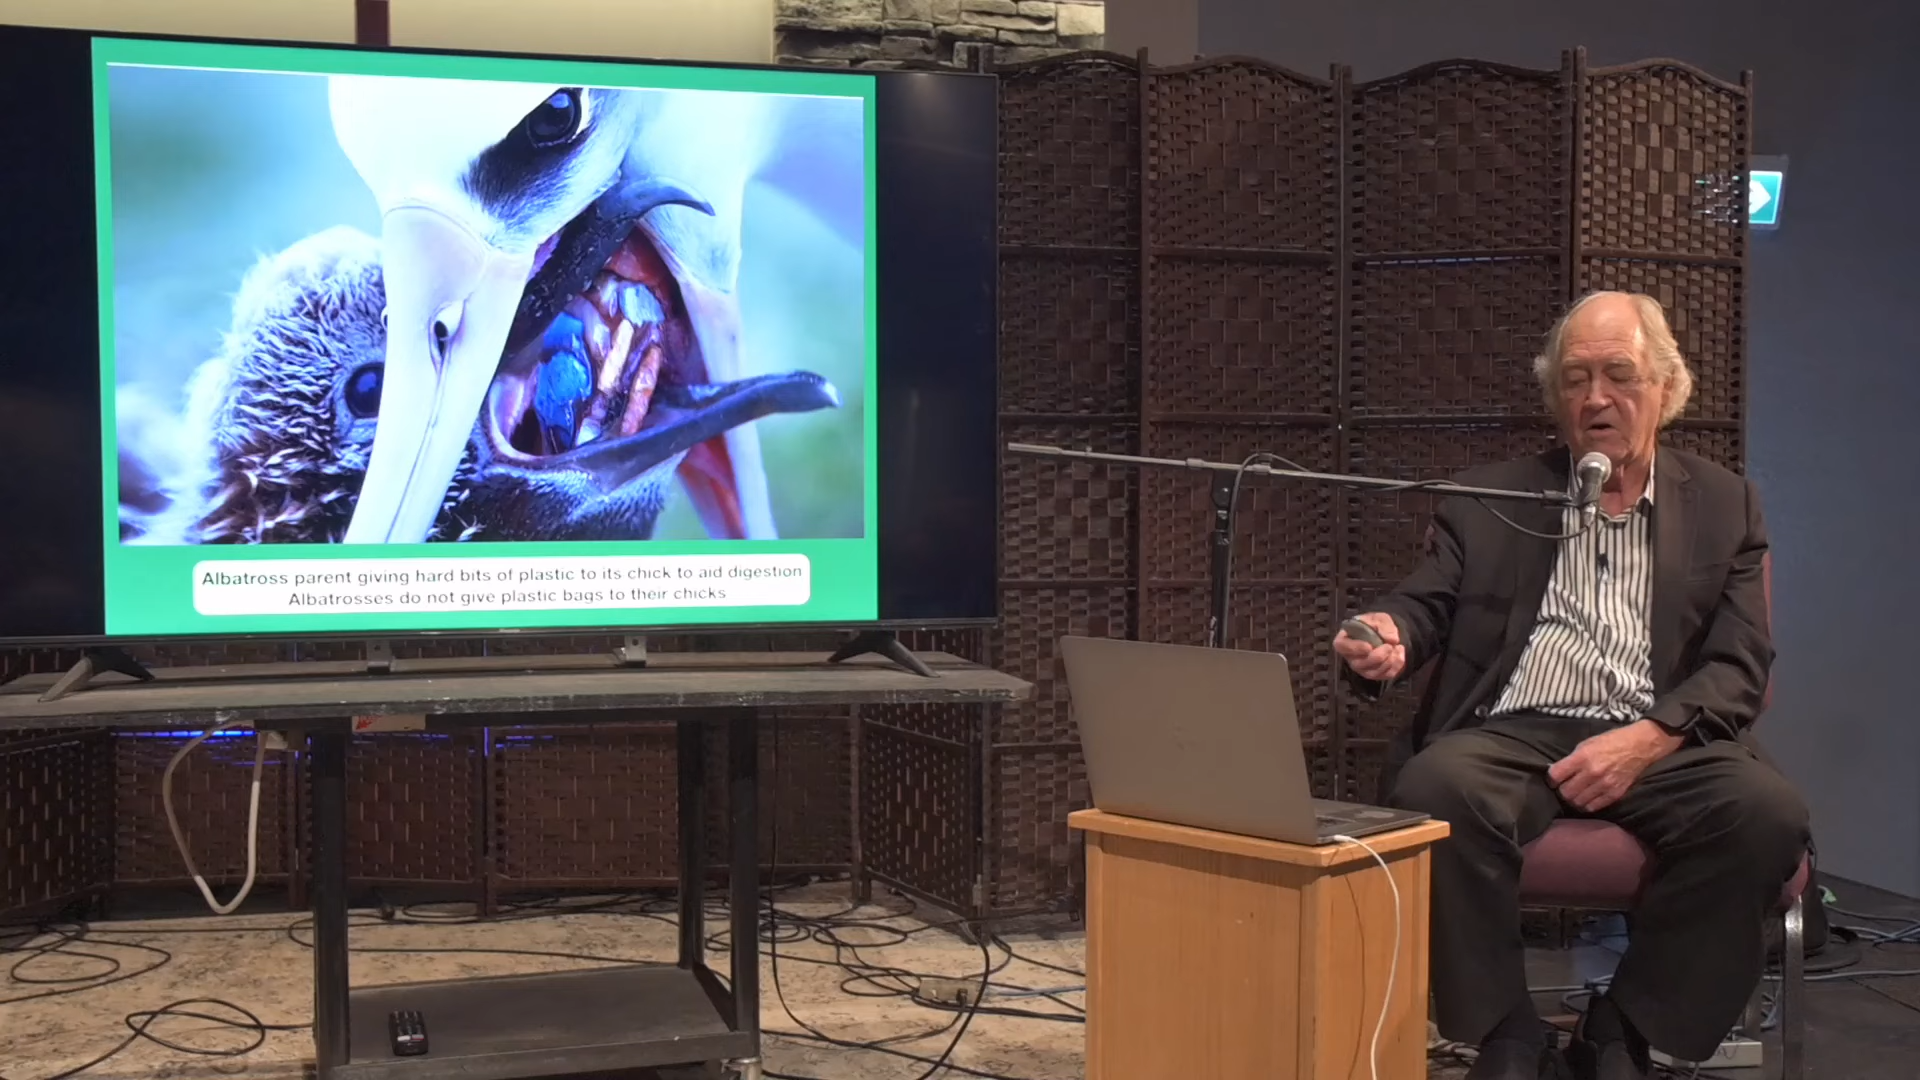 Albatross parent giving hard bits of plastic to its chick to aid digestion
Albatrosses do not give plastic bags to their chicks